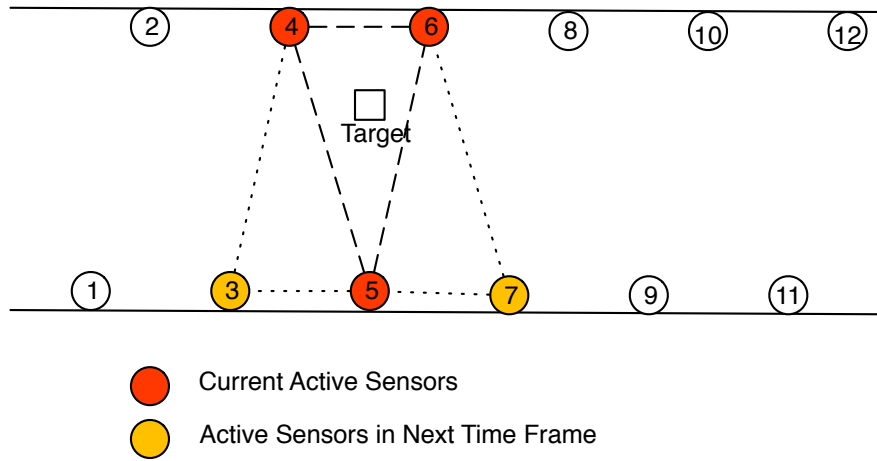 2 4 6 8 10 12
Target
1 3 5 7 9 11
Current Active Sensors
Active Sensors in Next Time Frame